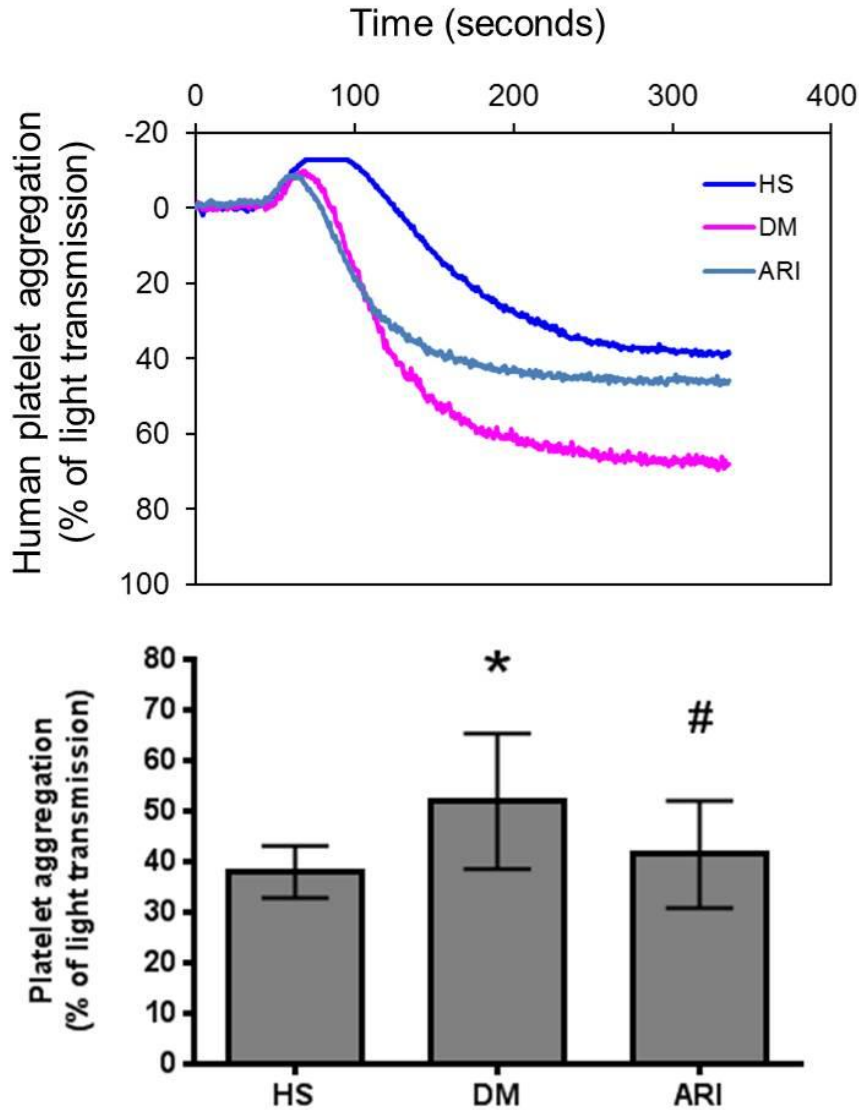 Time (seconds)
0 100 200 300 400
Human platelet aggregation
(% of light transmission)
-20
0
20
40
60
80
100
HS
DM
ARI
Platelet aggregation
(% of light transmission)
80
70
60
50
40
30
20
10
0
*
#
HS DM ARI